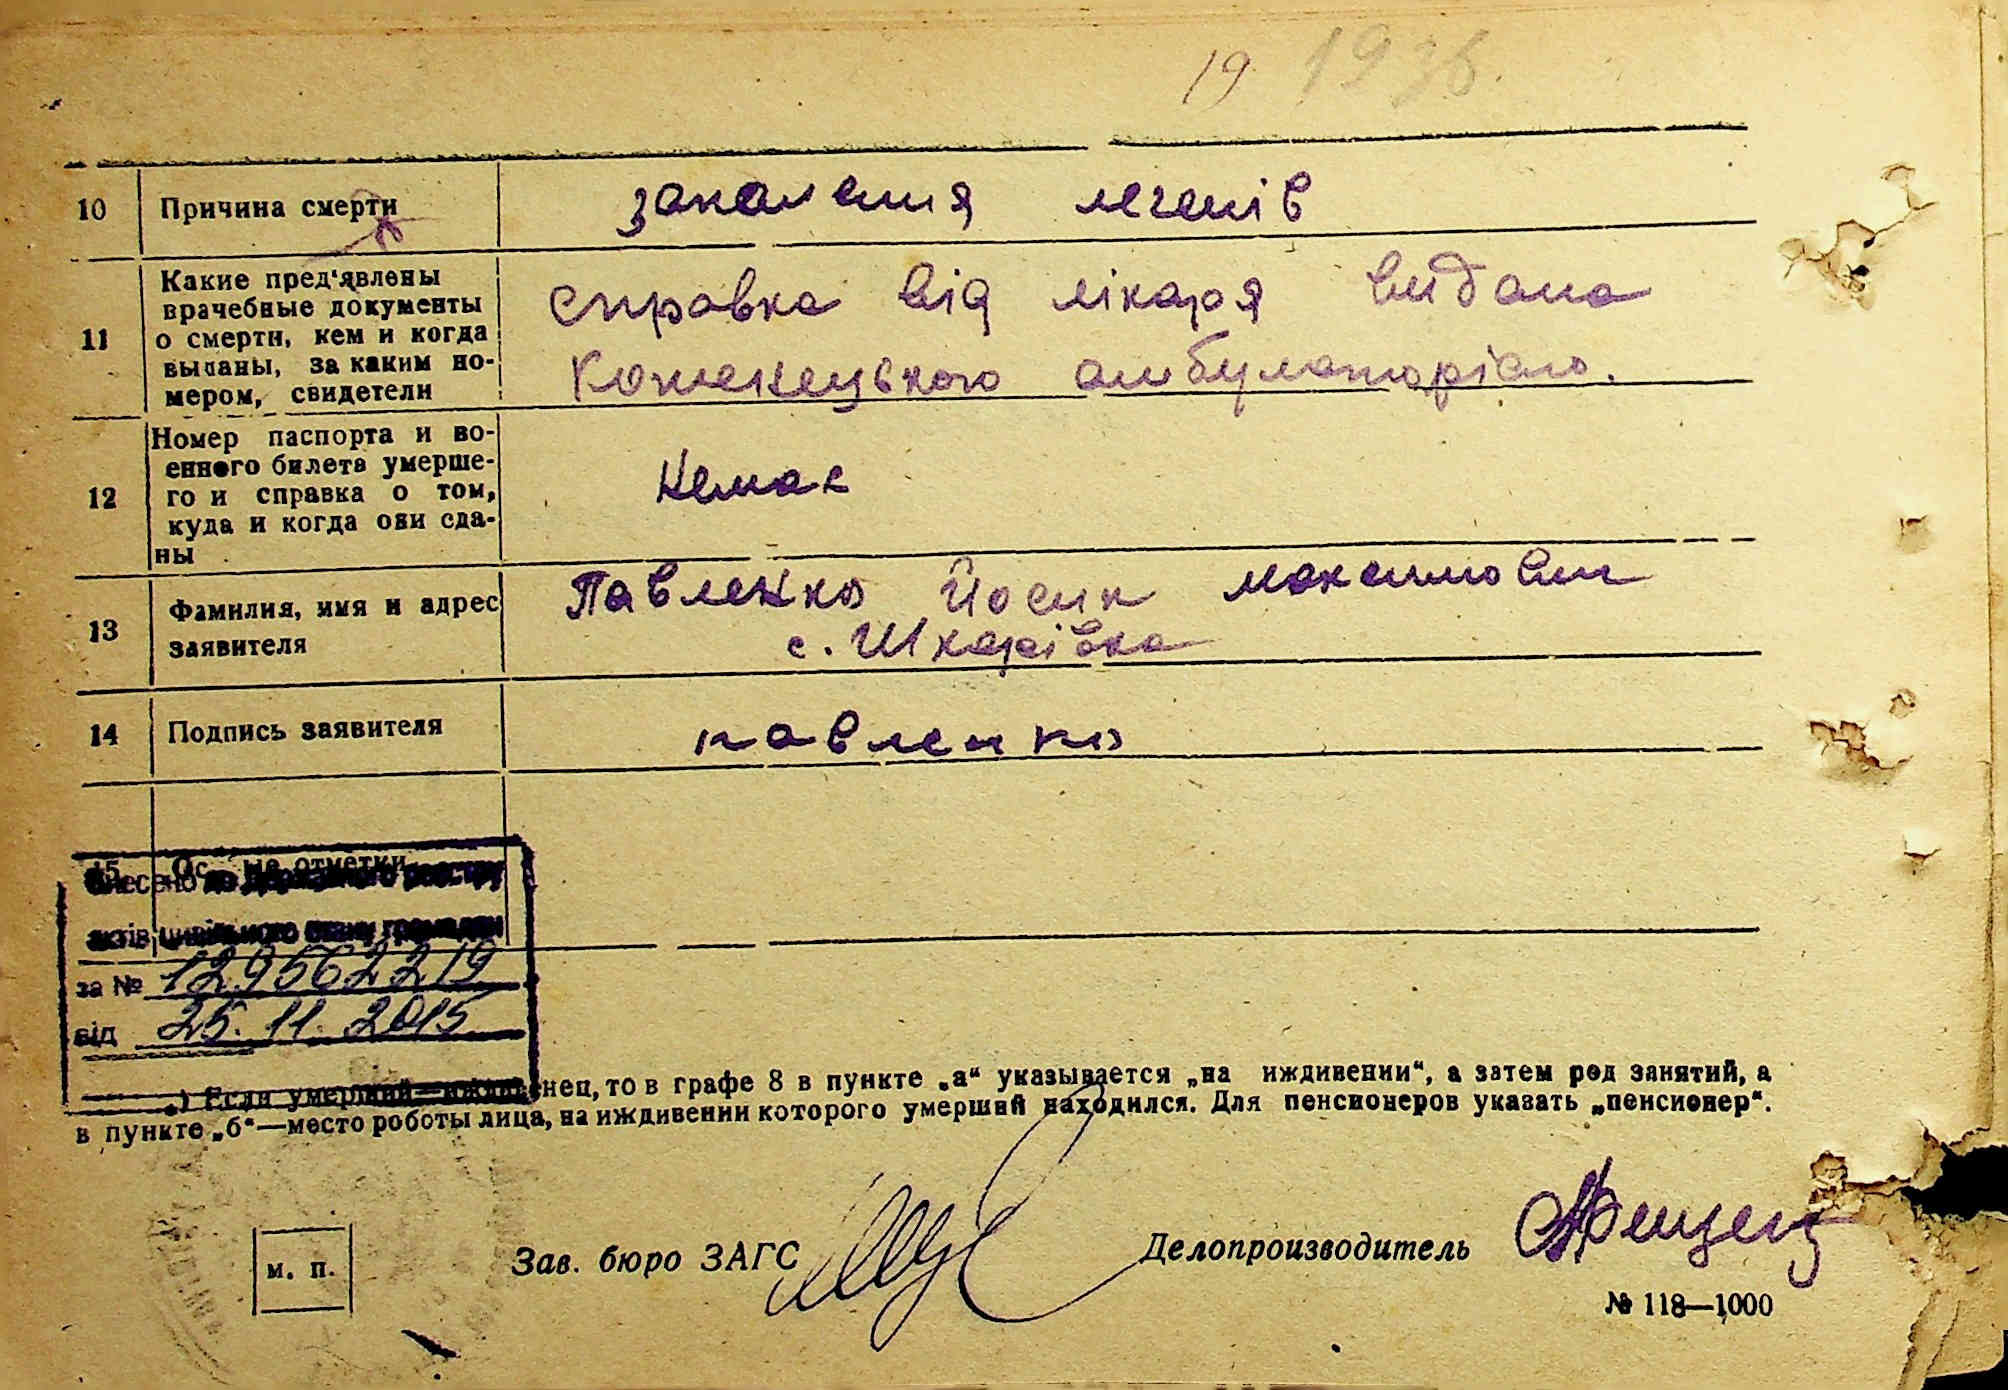 19 1936.
10 Причина смерти запалення легенів
11 Какие пред'явлены
врачебные документы
о смерти, кем и когда
выданы, за каким но-
мером, свидетели
справка від лікаря видана
амбулаторією.
12 Номер паспорта и во-
енного билета умерше-
го и справка о том,
куда и когда они сда-
ны
Немає
13 Фамилия, имя и адрес
заявителя
Павленко Йосип Максимович
с. Шкарівка
14 Подпись заявителя павленко
15 отметки
Внесено до Державного реєстру
актів цивільного стану громадян
за № 129562219
від 25.11.2015
) Если умерший—иждивенец, то в графе 8 в пункте „а“ указывается „на иждивении“, а затем род занятий, а
в пункте „б“—место роботы лица, на иждивении которого умерший находился. Для пенсионеров указать „пенсионер“.
м. п. Зав. бюро ЗАГС Делопроизводитель
№ 118—1000